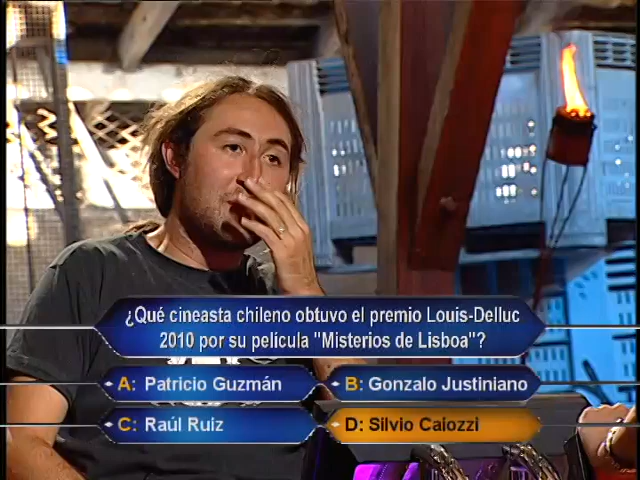 ¿Qué cineasta chileno obtuvo el premio Louis-Delluc
2010 por su película "Misterios de Lisboa"?
A: Patricio Guzmán
B: Gonzalo Justiniano
C: Raúl Ruiz
D: Silvio Caiozzi